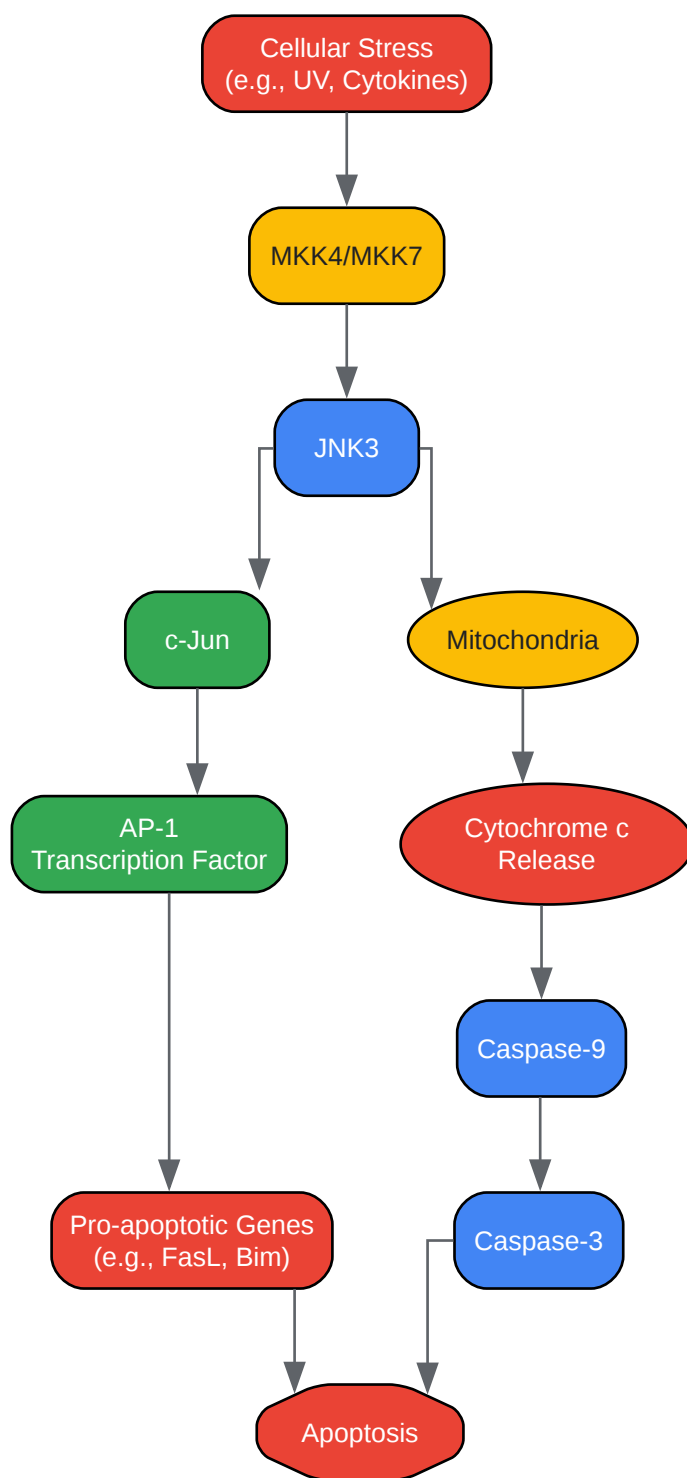 Cellular Stress
(e.g., UV, Cytokines)
MKK4/MKK7
JNK3
c-Jun
Mitochondria
AP-1
Transcription Factor
Cytochrome c
Release
Caspase-9
Pro-apoptotic Genes
(e.g., FasL, Bim)
Caspase-3
Apoptosis